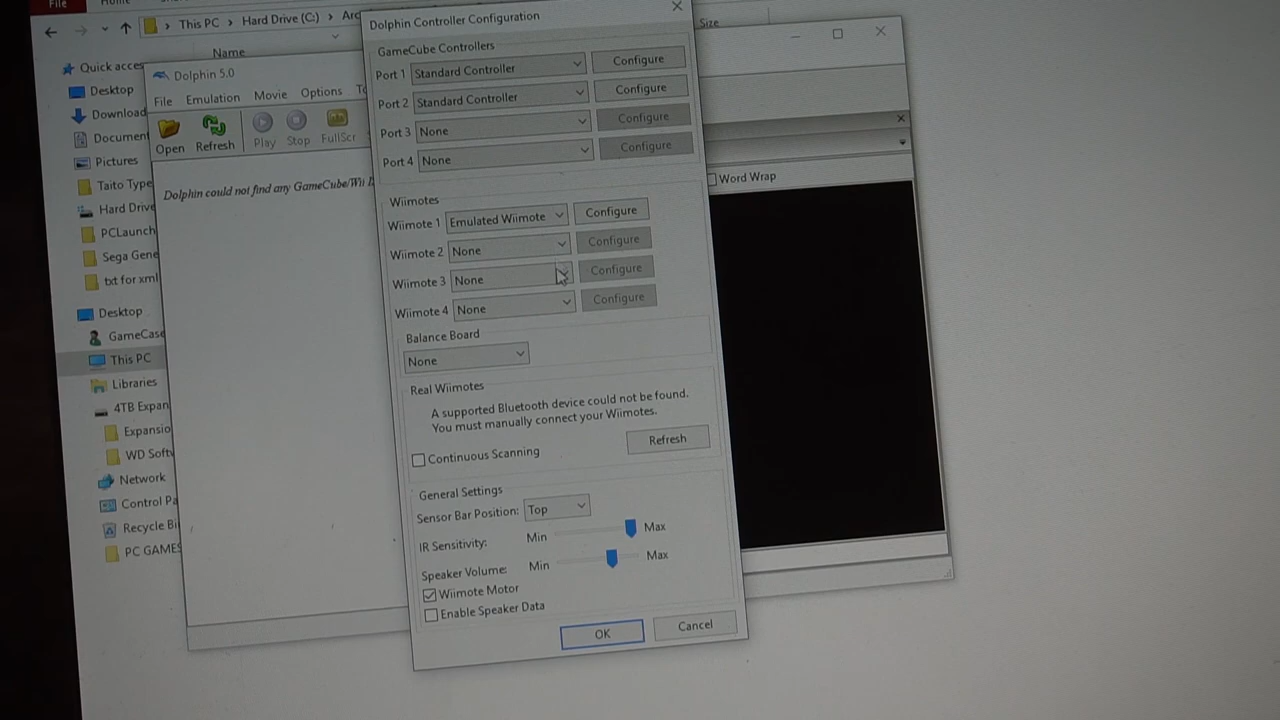 File
Home
This PC > Hard Drive (C:) >
Name
Size
Quick acces
Desktop
Download
Document
Pictures
Taito Type
Hard Drive
PCLaunch
Sega Gene
txt for xml
Desktop
GameCase
This PC
Libraries
4TB Expan
Expansio
WD Softw
Network
Control Pa
Recycle Bi
PC GAMES
Dolphin 5.0
File Emulation Movie Options
Open Refresh Play Stop FullScr
Dolphin could not find any GameCube/Wii
Word Wrap
Dolphin Controller Configuration
GameCube Controllers
Port 1 Standard Controller Configure
Port 2 Standard Controller Configure
Port 3 None Configure
Port 4 None Configure
Wiimotes
Wiimote 1 Emulated Wiimote Configure
Wiimote 2 None Configure
Wiimote 3 None Configure
Wiimote 4 None Configure
Balance Board
None
Real Wiimotes
A supported Bluetooth device could not be found.
You must manually connect your Wiimotes.
Refresh
Continuous Scanning
General Settings
Sensor Bar Position: Top
IR Sensitivity: Min Max
Speaker Volume: Min Max
Wiimote Motor
Enable Speaker Data
OK Cancel